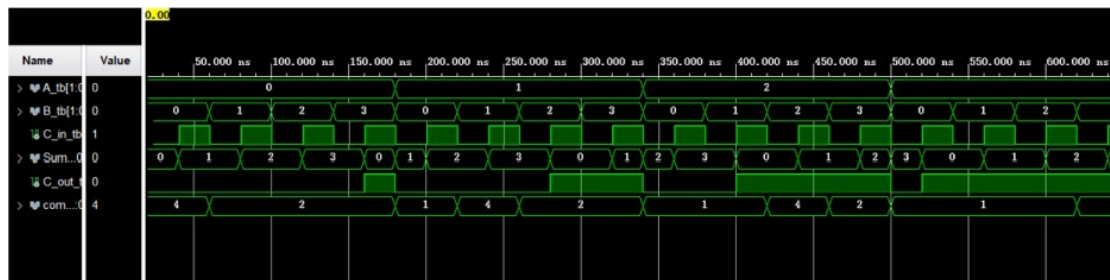 0.00
Name Value 50.000 ns 100.000 ns 150.000 ns 200.000 ns 250.000 ns 300.000 ns 350.000 ns 400.000 ns 450.000 ns 500.000 ns 550.000 ns 600.000 ns
A_tb[1:0 0 0 1 2
B_tb[1:0 0 0 1 2 3 0 1 2 3 0 1 2 3 0 1 2
C_in_tb 1
Sum...0 0 0 1 2 3 0 1 2 3 0 1 2 3 0 1 2 3 0 1 2
C_out_t 0
com...:0 4 4 2 1 4 2 1 4 2 1